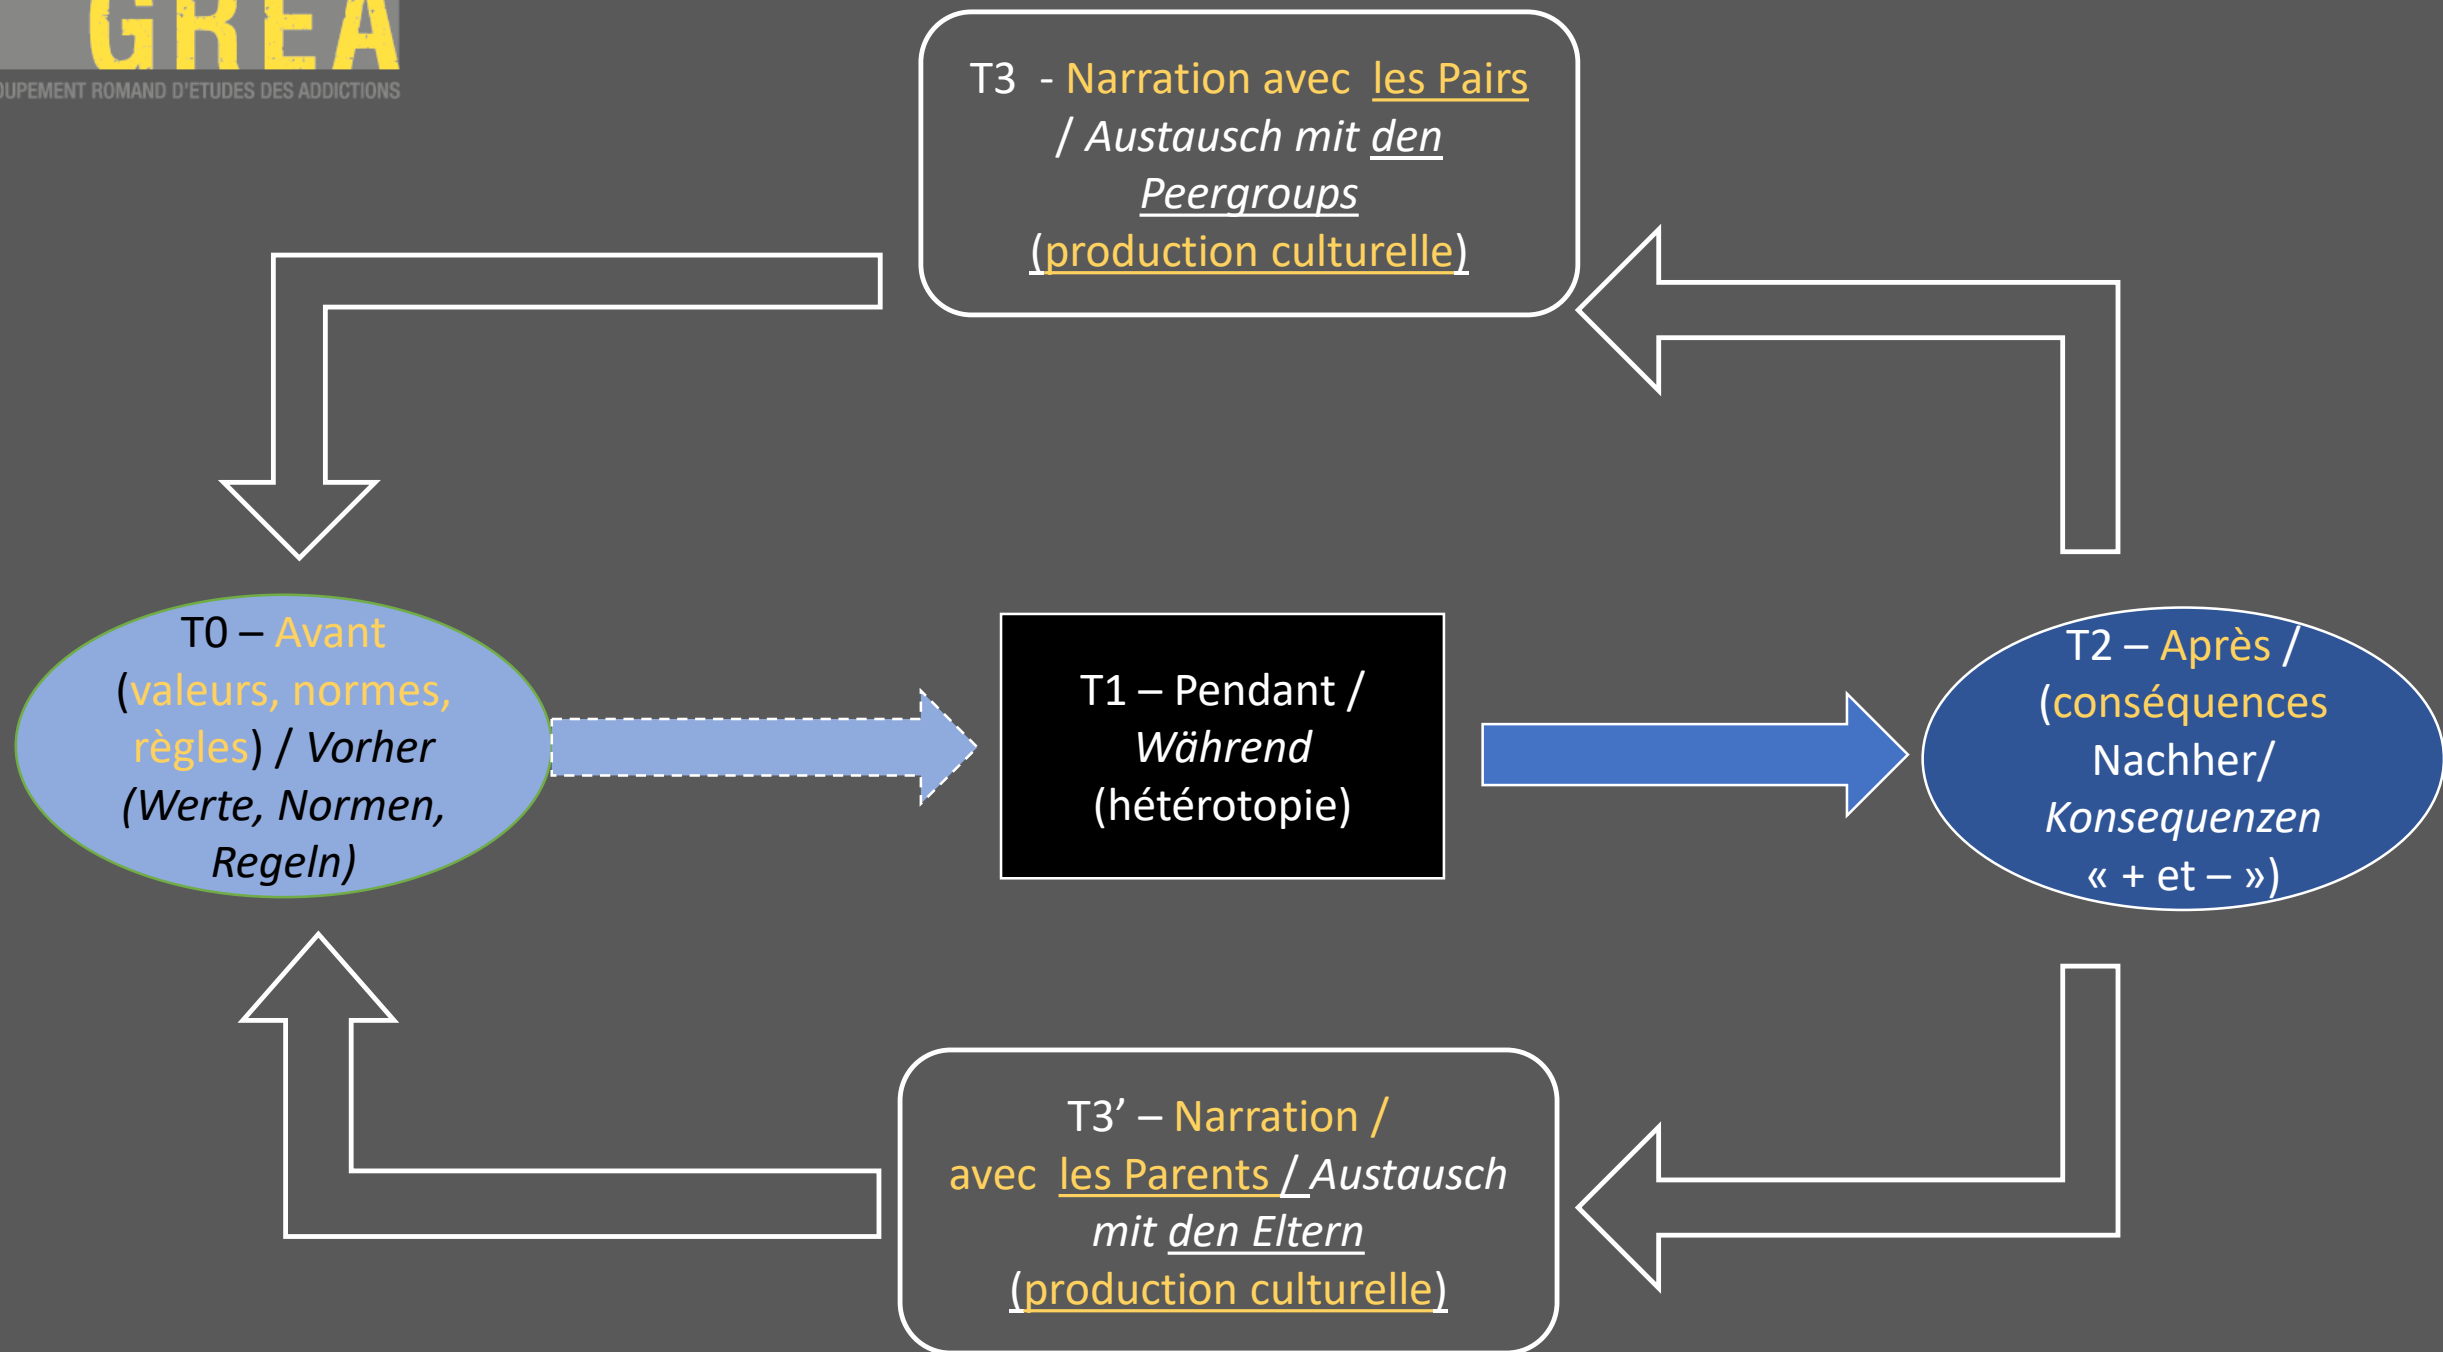 GREA
OUPEMENT ROMAND D'ETUDES DES ADDICTIONS
T3 - Narration avec les Pairs
/ Austausch mit den
Peergroups
(production culturelle)
T0 – Avant
(valeurs, normes,
règles) / Vorher
(Werte, Normen,
Regeln)
T1 – Pendant /
Während
(hétérotopie)
T2 – Après /
(conséquences
Nachher/
Konsequenzen
« + et – »)
T3’ – Narration /
avec les Parents / Austausch
mit den Eltern
(production culturelle)